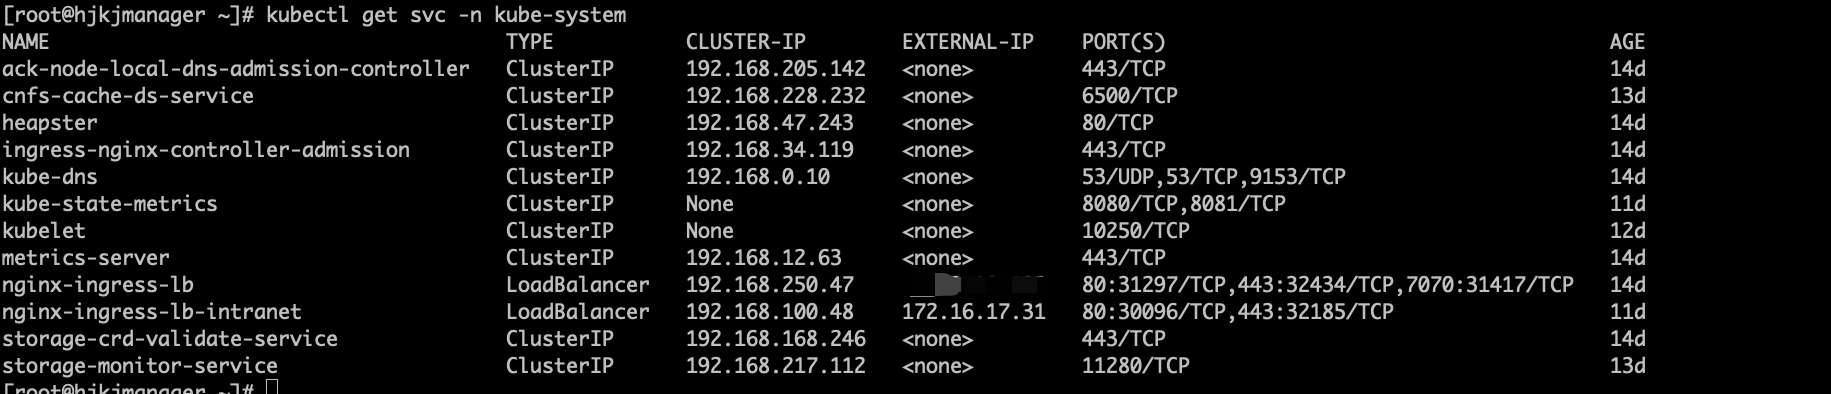 [root@hjkjmanager ~]# kubectl get svc -n kube-system
NAME TYPE CLUSTER-IP EXTERNAL-IP PORT(S) AGE
ack-node-local-dns-admission-controller ClusterIP 192.168.205.142 <none> 443/TCP 14d
cnfs-cache-ds-service ClusterIP 192.168.228.232 <none> 6500/TCP 13d
heapster ClusterIP 192.168.47.243 <none> 80/TCP 14d
ingress-nginx-controller-admission ClusterIP 192.168.34.119 <none> 443/TCP 14d
kube-dns ClusterIP 192.168.0.10 <none> 53/UDP,53/TCP,9153/TCP 14d
kube-state-metrics ClusterIP None <none> 8080/TCP,8081/TCP 11d
kubelet ClusterIP None <none> 10250/TCP 12d
metrics-server ClusterIP 192.168.12.63 <none> 443/TCP 14d
nginx-ingress-lb LoadBalancer 192.168.250.47 80:31297/TCP,443:32434/TCP,7070:31417/TCP 14d
nginx-ingress-lb-intranet LoadBalancer 192.168.100.48 172.16.17.31 80:30096/TCP,443:32185/TCP 11d
storage-crd-validate-service ClusterIP 192.168.168.246 <none> 443/TCP 14d
storage-monitor-service ClusterIP 192.168.217.112 <none> 11280/TCP 13d
[root@hjkjmanager ~]#